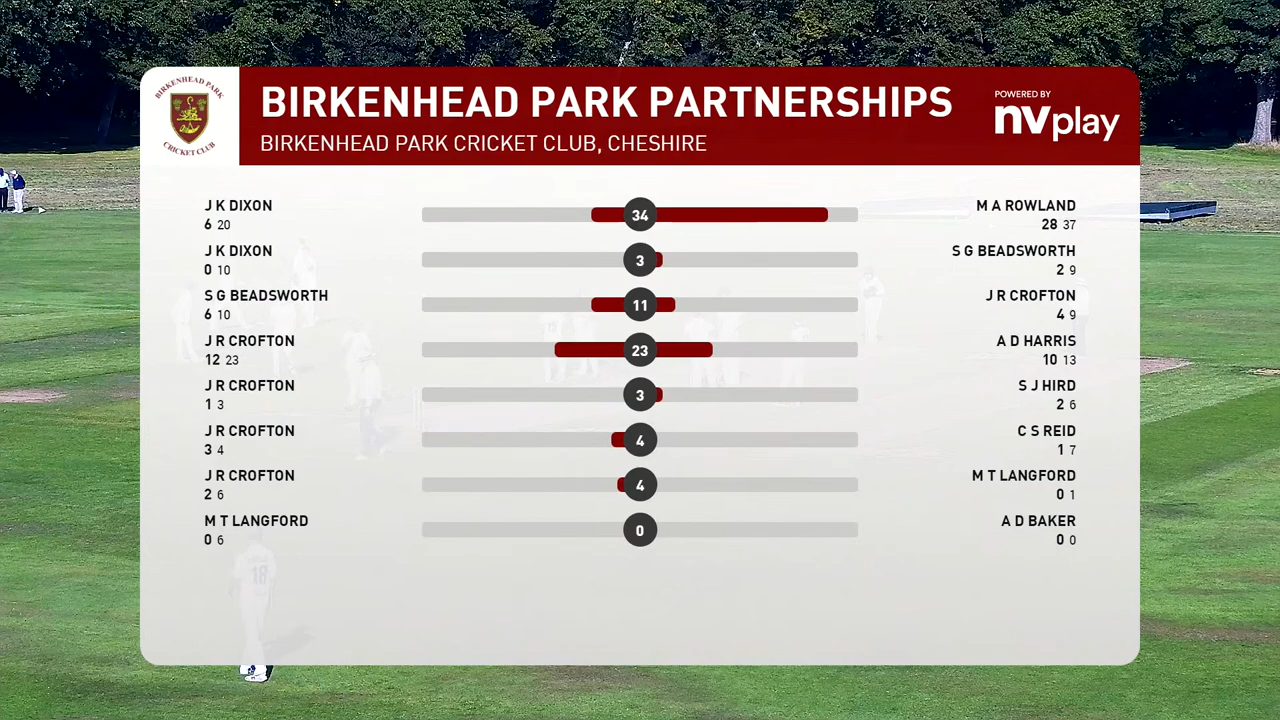 BIRKENHEAD PARK
CRICKET CLUB
BIRKENHEAD PARK PARTNERSHIPS
BIRKENHEAD PARK CRICKET CLUB, CHESHIRE
POWERED BY
nvplay
J K DIXON
6 20
34
M A ROWLAND
28 37
J K DIXON
0 10
3
S G BEADSWORTH
2 9
S G BEADSWORTH
6 10
11
J R CROFTON
4 9
J R CROFTON
12 23
23
A D HARRIS
10 13
J R CROFTON
1 3
3
S J HIRD
2 6
J R CROFTON
3 4
4
C S REID
1 7
J R CROFTON
2 6
4
M T LANGFORD
0 1
M T LANGFORD
0 6
0
A D BAKER
0 0
18